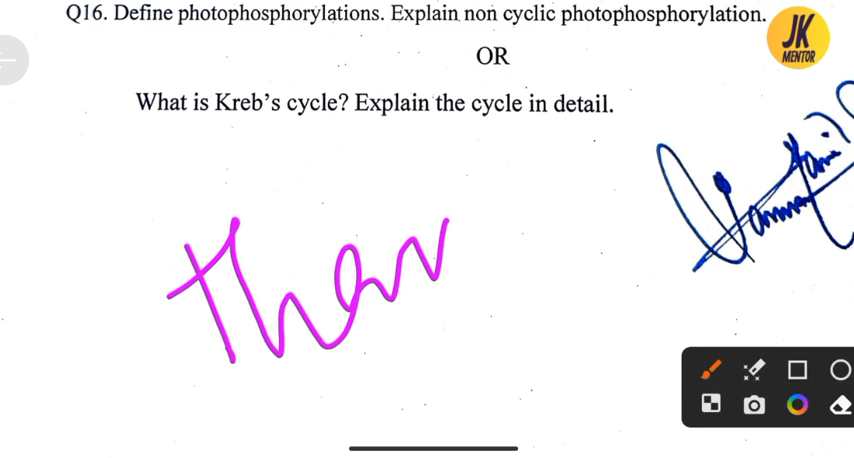 Q16. Define photophosphorylations. Explain non cyclic photophosphorylation.
JK
MENTOR
OR
What is Kreb's cycle? Explain the cycle in detail.